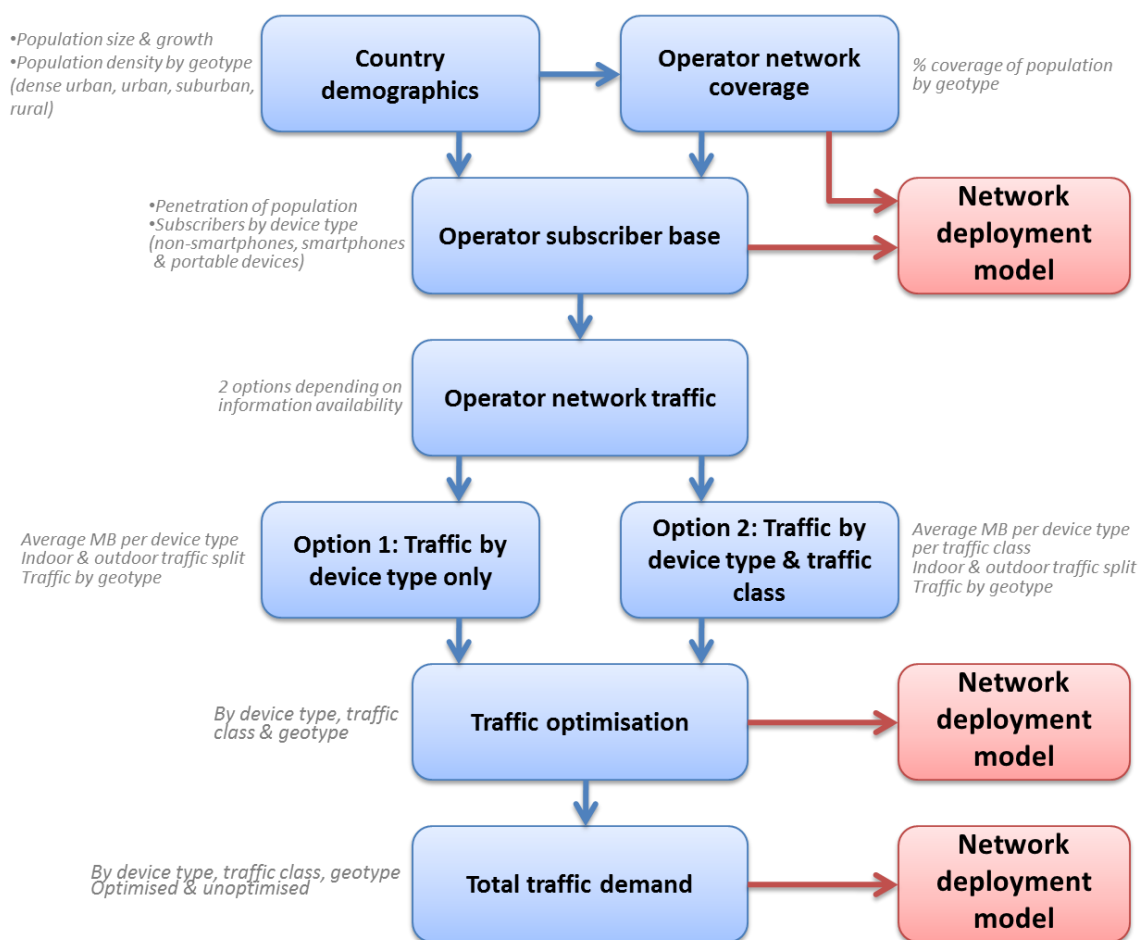 •Population size & growth
•Population density by geotype
(dense urban, urban, suburban,
rural)
Country
demographics
Operator network
coverage
% coverage of population
by geotype
•Penetration of population
•Subscribers by device type
(non-smartphones, smartphones
& portable devices)
Operator subscriber base
Network
deployment
model
2 options depending on
information availability
Operator network traffic
Average MB per device type
Indoor & outdoor traffic split
Traffic by geotype
Option 1: Traffic by
device type only
Option 2: Traffic by
device type & traffic
class
Average MB per device type
per traffic class
Indoor & outdoor traffic split
Traffic by geotype
By device type, traffic
class & geotype
Traffic optimisation
Network
deployment
model
By device type, traffic class, geotype
Optimised & unoptimised
Total traffic demand
Network
deployment
model